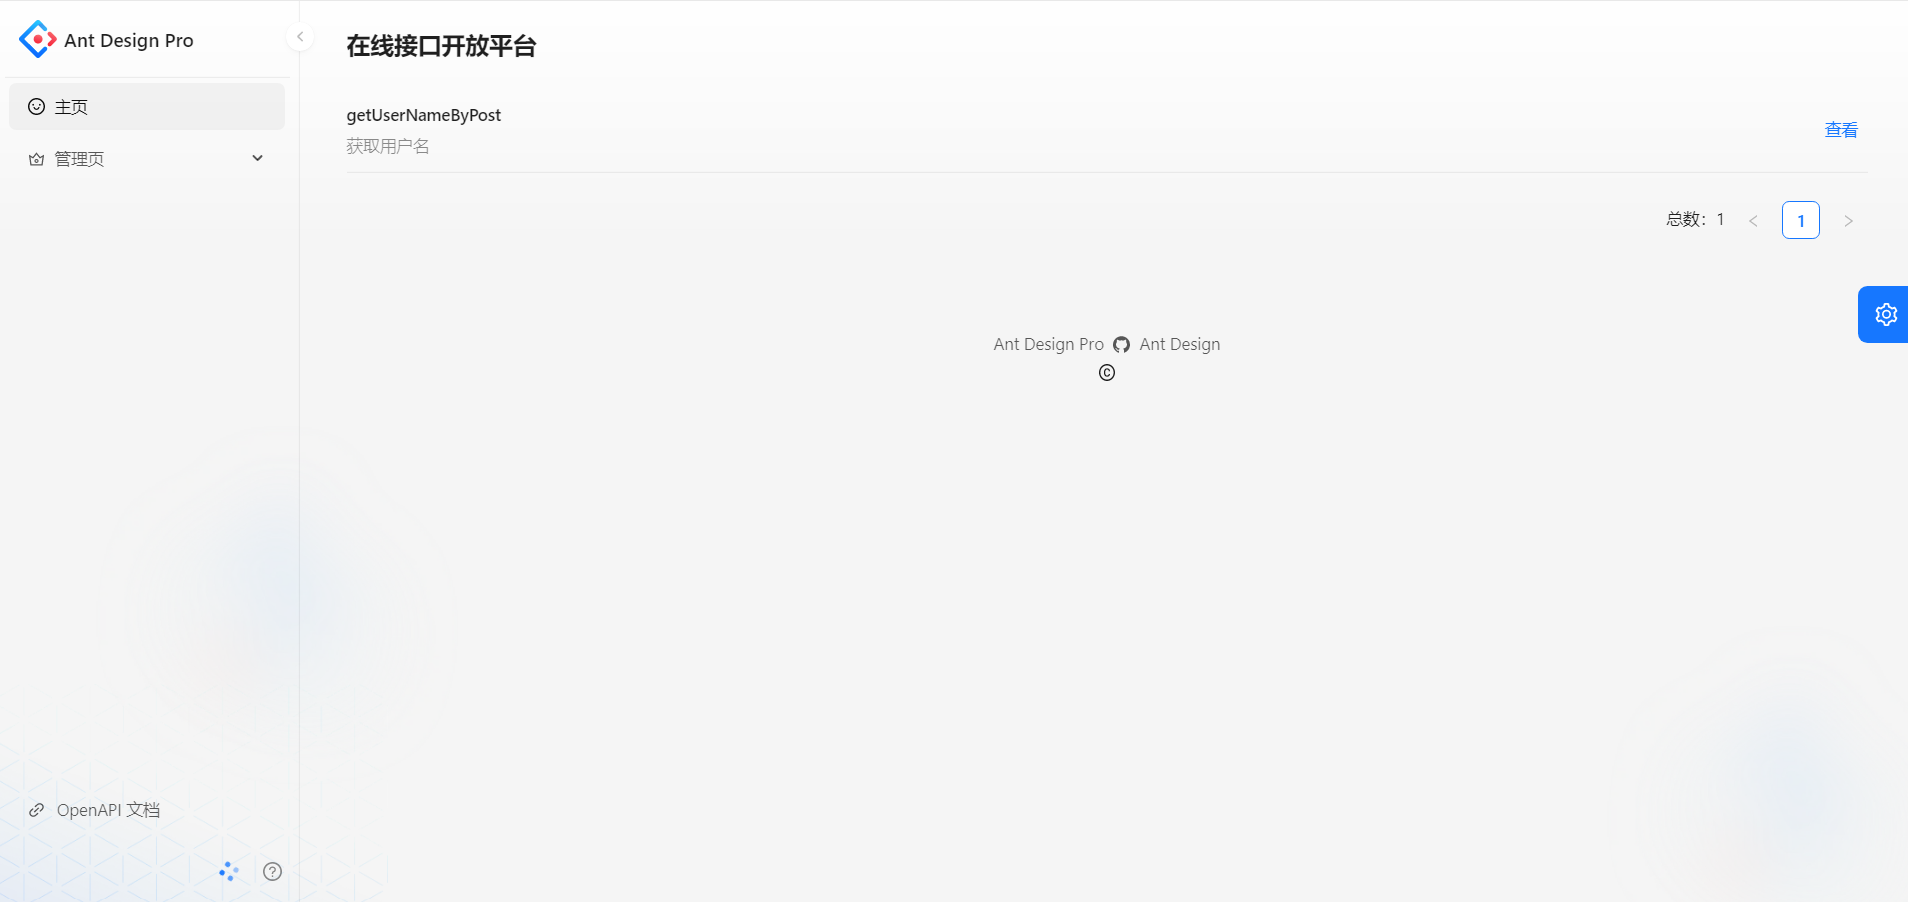 Ant Design Pro
主页
管理页
OpenAPI 文档
在线接口开放平台
getUserNameByPost
获取用户名
查看
总数：1 < 1 >
Ant Design Pro Ant Design
©